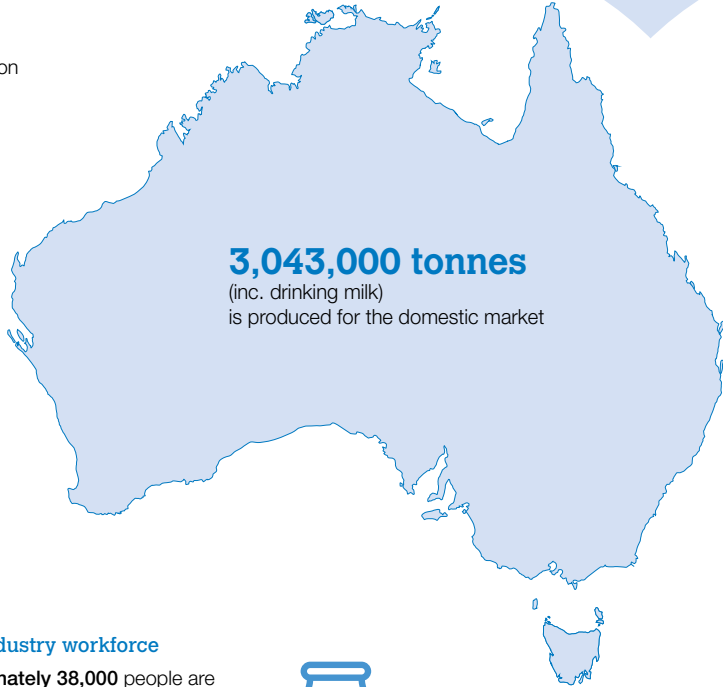 on
3,043,000 tonnes
(inc. drinking milk)
is produced for the domestic market
dustry workforce
nately 38,000 people are